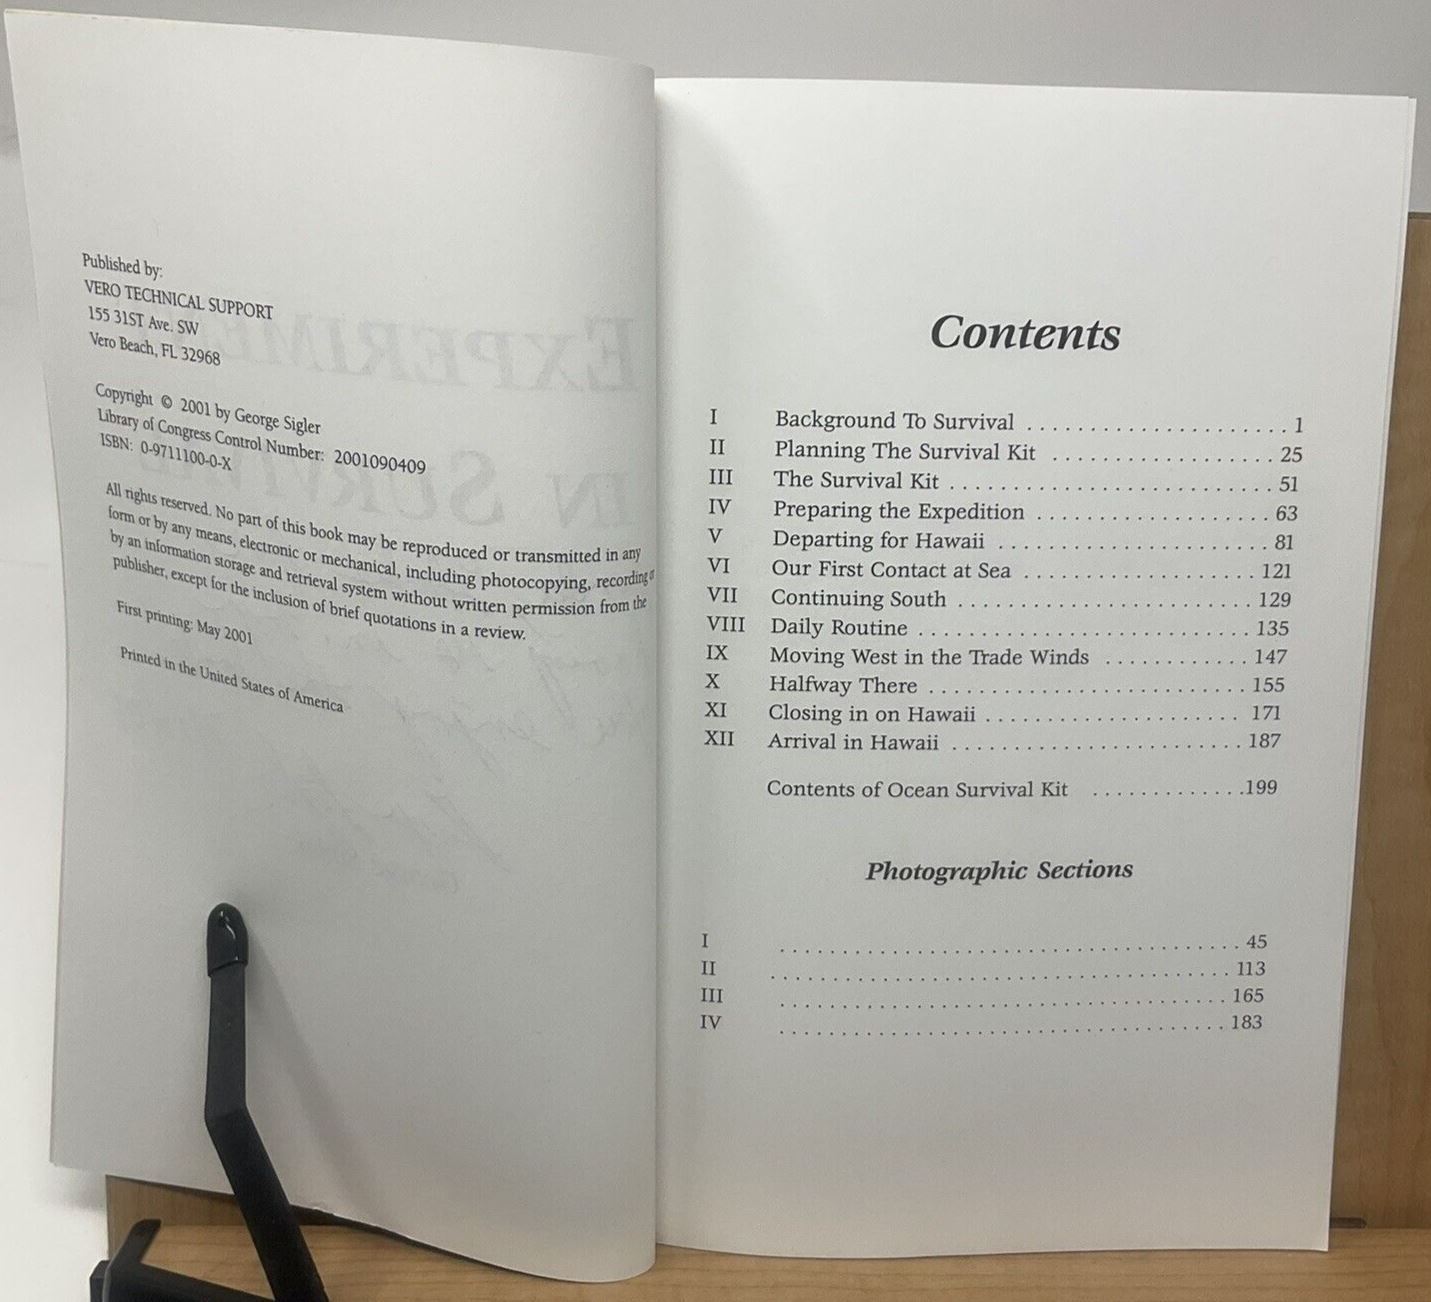 Published by:
VERO TECHNICAL SUPPORT
155 31ST Ave. SW
Vero Beach, FL 32968
Copyright © 2001 by George Sigler
Library of Congress Control Number: 2001090409
ISBN: 0-9711100-0-X
All rights reserved. No part of this book may be reproduced or transmitted in any
form or by any means, electronic or mechanical, including photocopying, recording or
by an information storage and retrieval system without written permission from the
publisher, except for the inclusion of brief quotations in a review.
First printing: May 2001
Printed in the United States of America
Contents
I Background To Survival . . . . . . . . . . . . . . . . . . . . . . 1
II Planning The Survival Kit . . . . . . . . . . . . . . . . . . . 25
III The Survival Kit . . . . . . . . . . . . . . . . . . . . . . . . . . 51
IV Preparing the Expedition . . . . . . . . . . . . . . . . . . . 63
V Departing for Hawaii . . . . . . . . . . . . . . . . . . . . . . 81
VI Our First Contact at Sea . . . . . . . . . . . . . . . . . . . 121
VII Continuing South . . . . . . . . . . . . . . . . . . . . . . . . 129
VIII Daily Routine . . . . . . . . . . . . . . . . . . . . . . . . . . . 135
IX Moving West in the Trade Winds . . . . . . . . . . . . 147
X Halfway There . . . . . . . . . . . . . . . . . . . . . . . . . . 155
XI Closing in on Hawaii . . . . . . . . . . . . . . . . . . . . . 171
XII Arrival in Hawaii . . . . . . . . . . . . . . . . . . . . . . . . 187
Contents of Ocean Survival Kit . . . . . . . . . . . . .199
Photographic Sections
I . . . . . . . . . . . . . . . . . . . . . . . . . . . . . . . . . . . . . 45
II . . . . . . . . . . . . . . . . . . . . . . . . . . . . . . . . . . . . . 113
III . . . . . . . . . . . . . . . . . . . . . . . . . . . . . . . . . . . . 165
IV . . . . . . . . . . . . . . . . . . . . . . . . . . . . . . . . . . . . 183